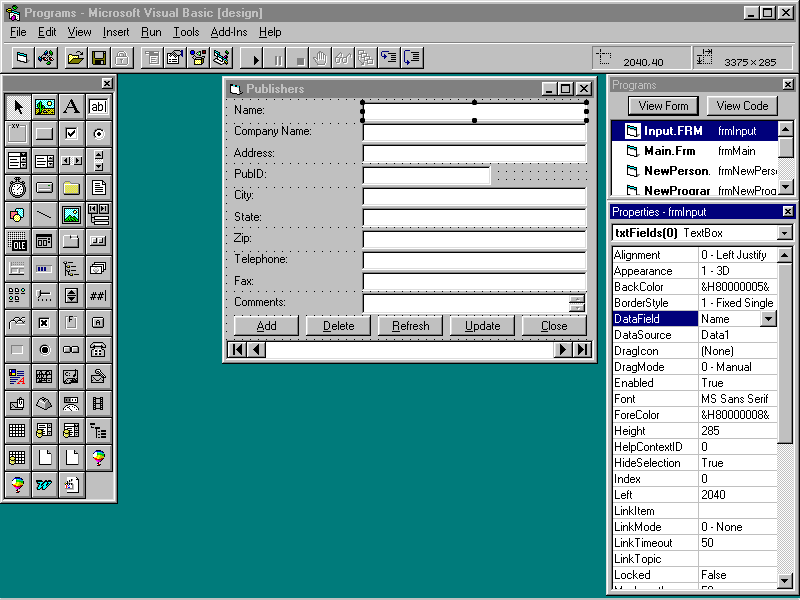 Programs - Microsoft Visual Basic [design]
File Edit View Insert Run Tools Add-Ins Help
2040,40 3375×285
A ab|
XY
OLE
##|
F A
Publishers
Name:
Company Name:
Address:
PubID:
City:
State:
Zip:
Telephone:
Fax:
Comments:
Add Delete Refresh Update Close
Programs
View Form View Code
Input.FRM frmInput
Main.Frm frmMain
NewPerson. frmNewPers
NewPrograr frmNewProg
Properties - frmInput
txtFields(0) TextBox
Alignment 0 - Left Justify
Appearance 1 - 3D
BackColor &H80000005&
BorderStyle 1 - Fixed Single
DataField Name
DataSource Data1
DragIcon (None)
DragMode 0 - Manual
Enabled True
Font MS Sans Serif
ForeColor &H80000008&
Height 285
HelpContextID 0
HideSelection True
Index 0
Left 2040
LinkItem
LinkMode 0 - None
LinkTimeout 50
LinkTopic
Locked False